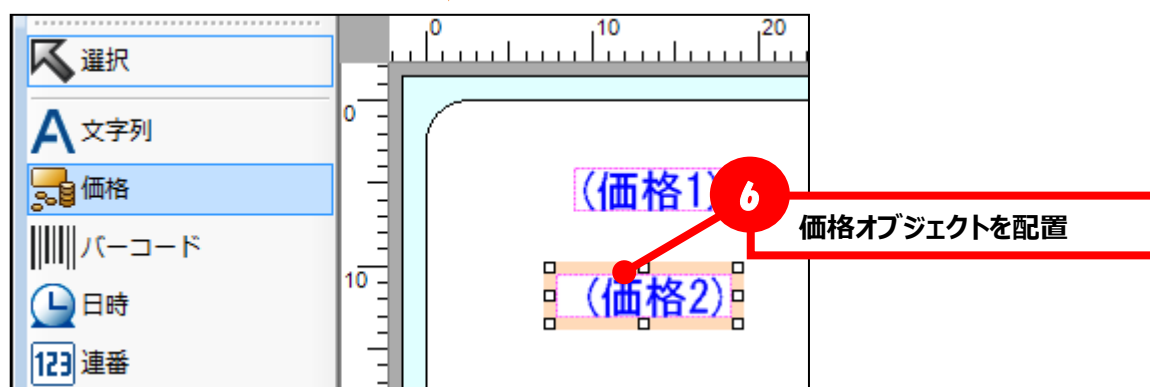 0 10 20
選択
文字列
価格
バーコード
日時
123 連番
0
10
(価格1)
(価格2)
6
価格オブジェクトを配置